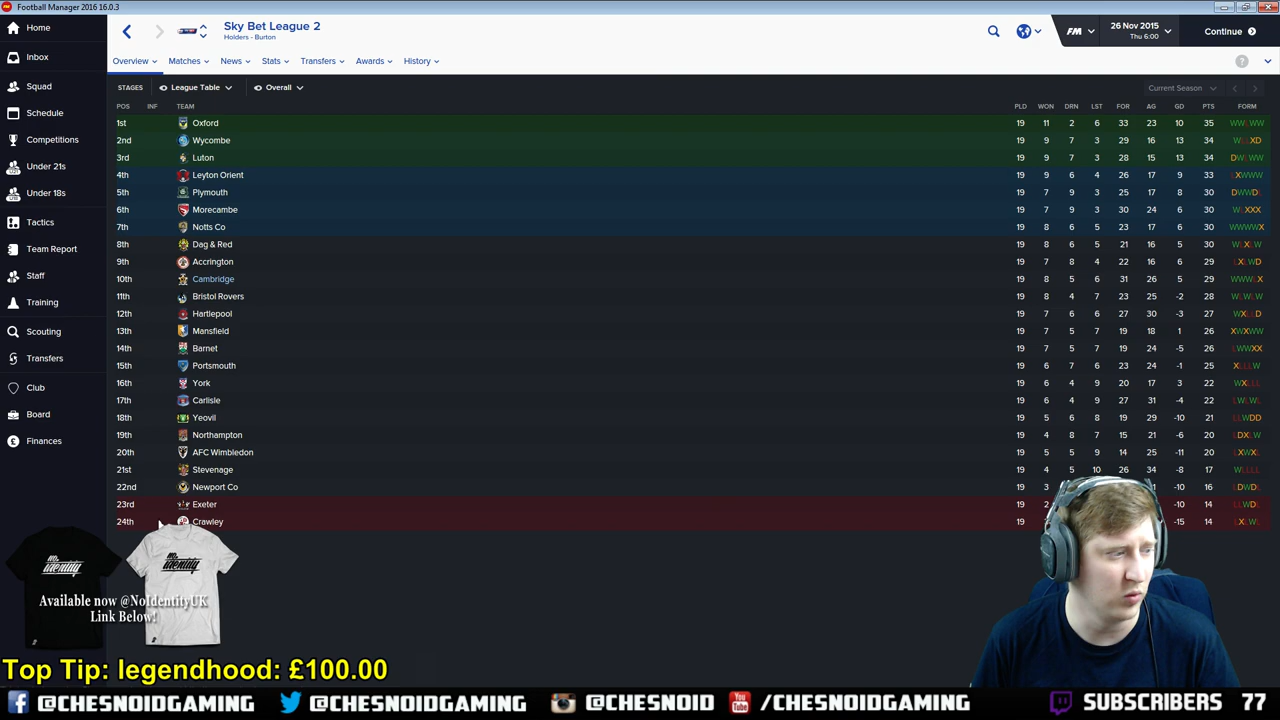 Football Manager 2016 16.0.3
Home
Inbox
Squad
Schedule
Competitions
Under 21s
Under 18s
Tactics
Team Report
Staff
Training
Scouting
Transfers
Club
Board
Finances
Sky Bet League 2
Holders - Burton
FM
26 Nov 2015
Thu 6:00
Continue
Overview Matches News Stats Transfers Awards History
STAGES League Table Overall Current Season
POS INF TEAM PLD WON DRN LST FOR AG GD PTS FORM
1st Oxford 19 11 2 6 33 23 10 35
2nd Wycombe 19 9 7 3 29 16 13 34
3rd Luton 19 9 7 3 28 15 13 34
4th Leyton Orient 19 9 6 4 26 17 9 33
5th Plymouth 19 7 9 3 25 17 8 30
6th Morecambe 19 7 9 3 30 24 6 30
7th Notts Co 19 8 6 5 23 17 6 30 WWWWX
8th Dag & Red 19 8 6 5 21 16 5 30
9th Accrington 19 7 8 4 22 16 6 29
10th Cambridge 19 8 5 6 31 26 5 29
11th Bristol Rovers 19 8 4 7 23 25 -2 28
12th Hartlepool 19 7 6 6 27 30 -3 27
13th Mansfield 19 7 5 7 19 18 1 26 XWXWW
14th Barnet 19 7 5 7 19 24 -5 26
15th Portsmouth 19 6 7 6 23 24 -1 25
16th York 19 6 4 9 20 17 3 22
17th Carlisle 19 6 4 9 27 31 -4 22
18th Yeovil 19 5 6 8 19 29 -10 21
19th Northampton 19 4 8 7 15 21 -6 20
20th AFC Wimbledon 19 5 5 9 14 25 -11 20
21st Stevenage 19 4 5 10 26 34 -8 17
22nd Newport Co 19 3 -10 16
23rd Exeter 19 2 -10 14
24th Crawley 19 -15 14
no. identity
no. identity
Available now @NoIdentityUK
Link Below!
Top Tip: legendhood: £100.00
@CHESNOIDGAMING @CHESNOIDGAMING @CHESNOID /CHESNOIDGAMING SUBSCRIBERS 77